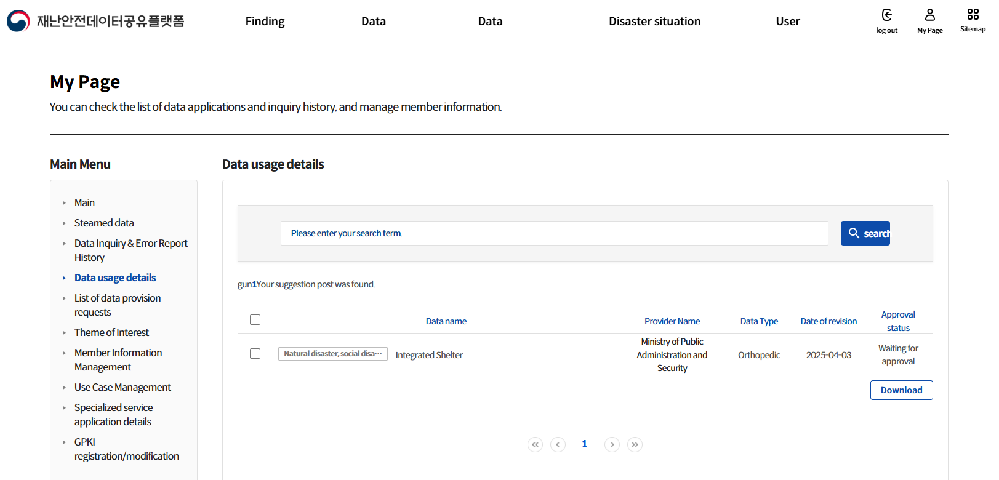 재난안전데이터공유플랫폼
Finding
Data
Data
Disaster situation
User
log out
My Page
Sitemap
My Page
You can check the list of data applications and inquiry history, and manage member information.
Main Menu
Main
Steamed data
Data Inquiry & Error Report
History
Data usage details
List of data provision
requests
Theme of Interest
Member Information
Management
Use Case Management
Specialized service
application details
GPKI
registration/modification
Data usage details
Please enter your search term.
search
gun1Your suggestion post was found.
Data name
Provider Name
Data Type
Date of revision
Approval
status
Natural disaster, social disa···
Integrated Shelter
Ministry of Public
Administration and
Security
Orthopedic
2025-04-03
Waiting for
approval
Download
1